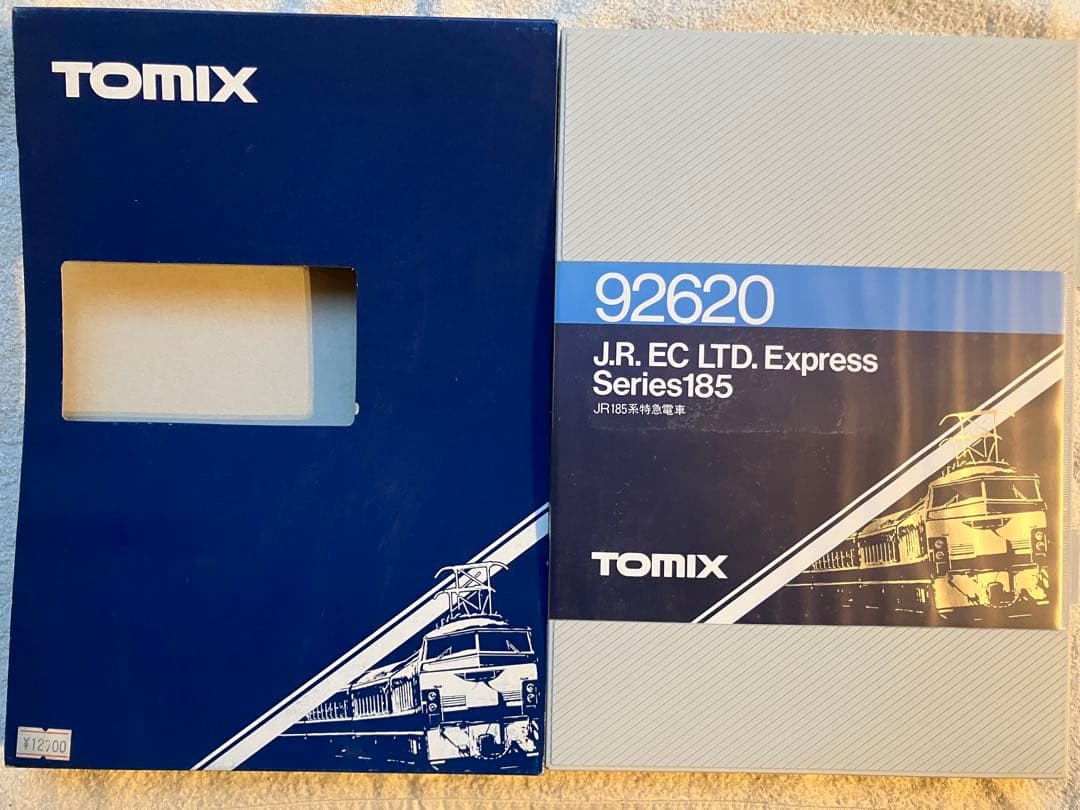 TOMIX
¥12700
92620
J.R. EC LTD. Express
Series185
JR185系特急電車
TOMIX